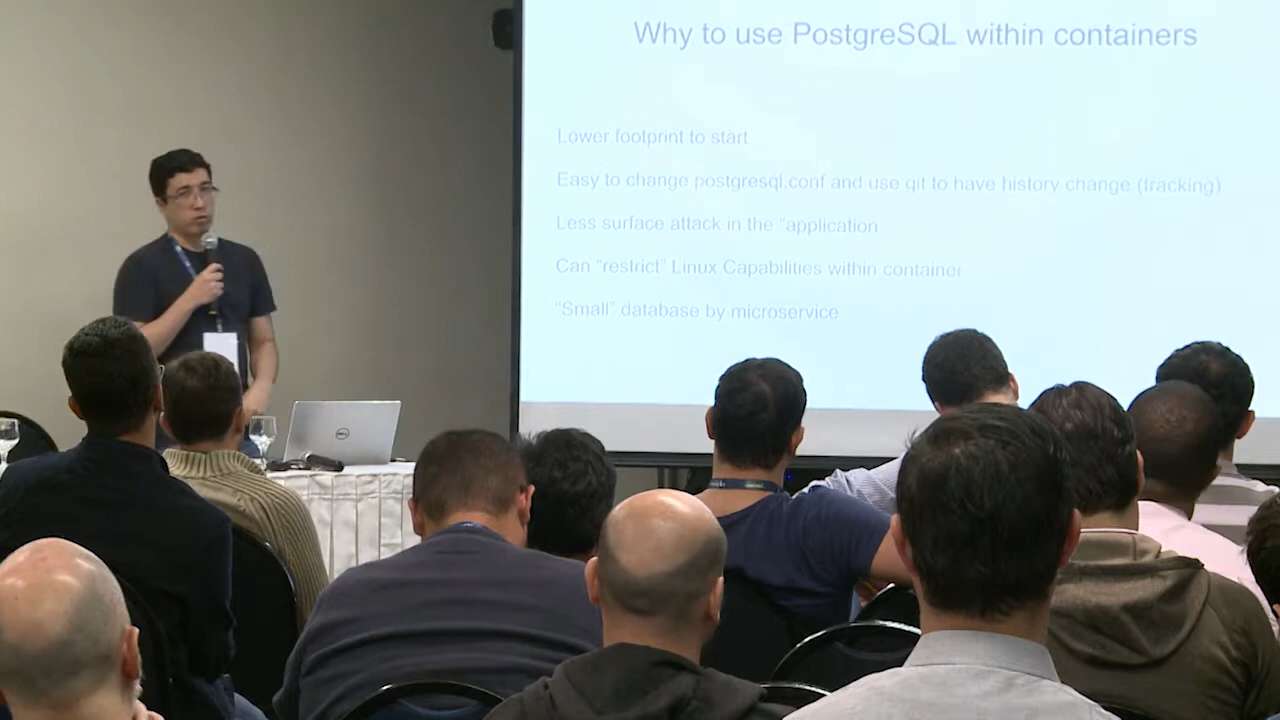 Why to use PostgreSQL within containers
Lower footprint to start
Easy to change postgresql.conf and use git to have history change (tracking)
Less surface attack in the "application
Can "restrict" Linux Capabilities within container
"Small" database by microservice
DELL